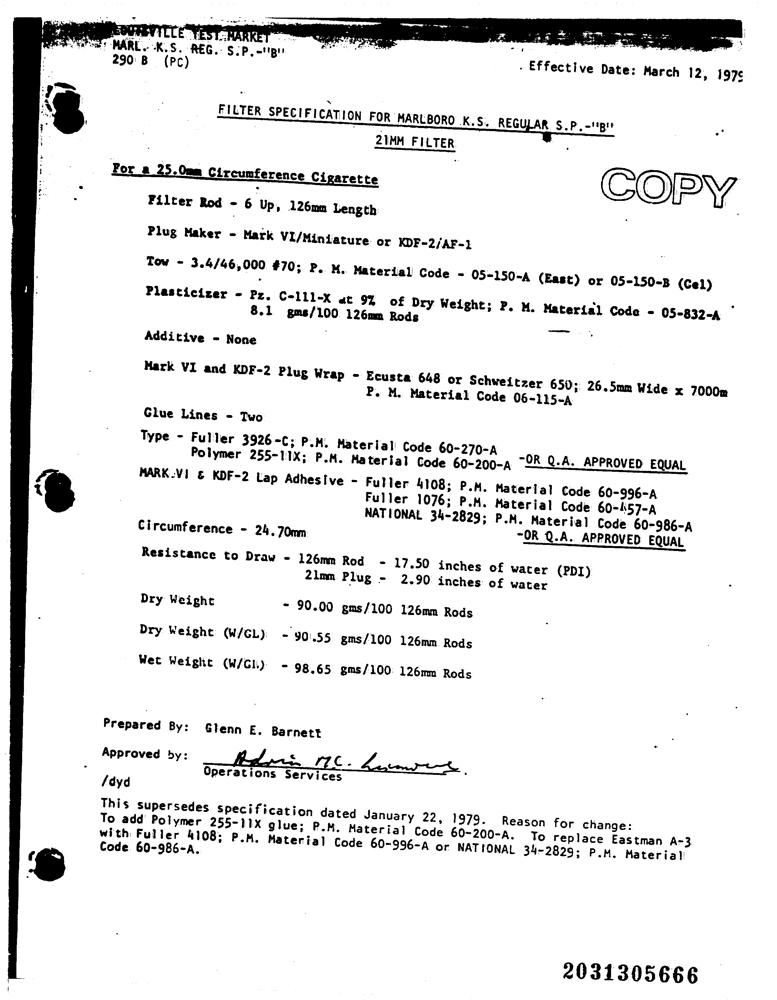 LOUISVILLE TEST MARKET
MARL. K.S. REG. S.P.-"B"
290 B (PC)
Effective Date: March 12, 1979
FILTER SPECIFICATION FOR MARLBORO K.S. REGULAR S.P.-"B"
21MM FILTER
COPY
For a 25.0mm Circumference Cigarette
Filter Rod - 6 Up, 126mm Length
Plug Maker - Mark VI/Miniature or KDF-2/AF-1
Tow - 3.4/46,000 #70; P. M. Material Code - 05-150-A (East) or 05-150-B (Cel)
Plasticizer - Pz. C-111-X at 9% of Dry Weight; P. M. Material Code - 05-832-A
8.1 gms/100 126mm Rods
Additive - None
Mark VI and KDF-2 Plug Wrap - Ecusta 648 or Schweitzer 650; 26.5mm Wide x 7000m
P. M. Material Code 06-115-A
Glue Lines - Two
Type - Fuller 3926-C; P.M. Material Code 60-270-A
Polymer 255-11X; P.M. Material Code 60-200-A -OR Q.A. APPROVED EQUAL
MARK VI & KDF-2 Lap Adhesive - Fuller 4108; P.M. Material Code 60-996-A
Fuller 1076; P.M. Material Code 60-457-A
NATIONAL 34-2829; P.M. Material Code 60-986-A
-OR Q.A. APPROVED EQUAL
Circumference - 24.70mm
Resistance to Draw - 126mm Rod - 17.50 inches of water (PDI)
21mm Plug - 2.90 inches of water
Dry Weight - 90.00 gms/100 126mm Rods
Dry Weight (W/GL) - 90.55 gms/100 126mm Rods
Wet Weight (W/GL) - 98.65 gms/100 126mm Rods
Prepared By: Glenn E. Barnett
Approved by:
Operations Services
/dyd
This supersedes specification dated January 22, 1979. Reason for change:
To add Polymer 255-11X glue; P.M. Material Code 60-200-A. To replace Eastman A-3
with Fuller 4108; P.M. Material Code 60-996-A or NATIONAL 34-2829; P.M. Material
Code 60-986-A.
2031305666